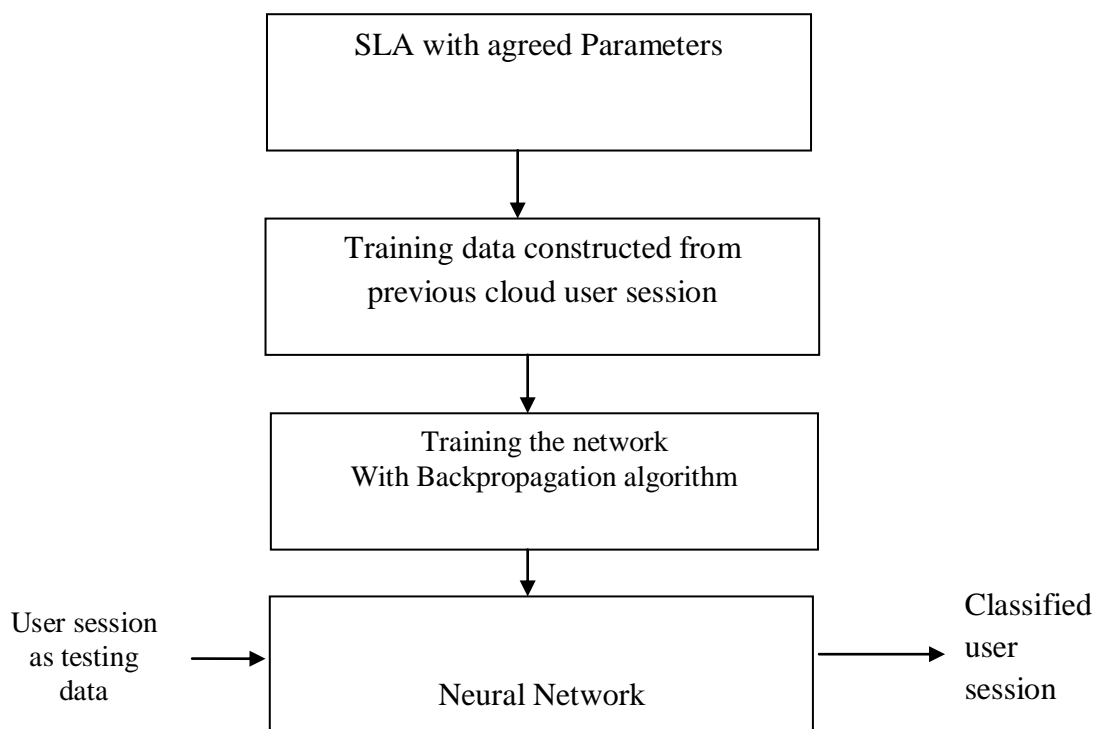 SLA with agreed Parameters
Training data constructed from
previous cloud user session
Training the network
With Backpropagation algorithm
User session
as testing
data
Neural Network
Classified
user
session